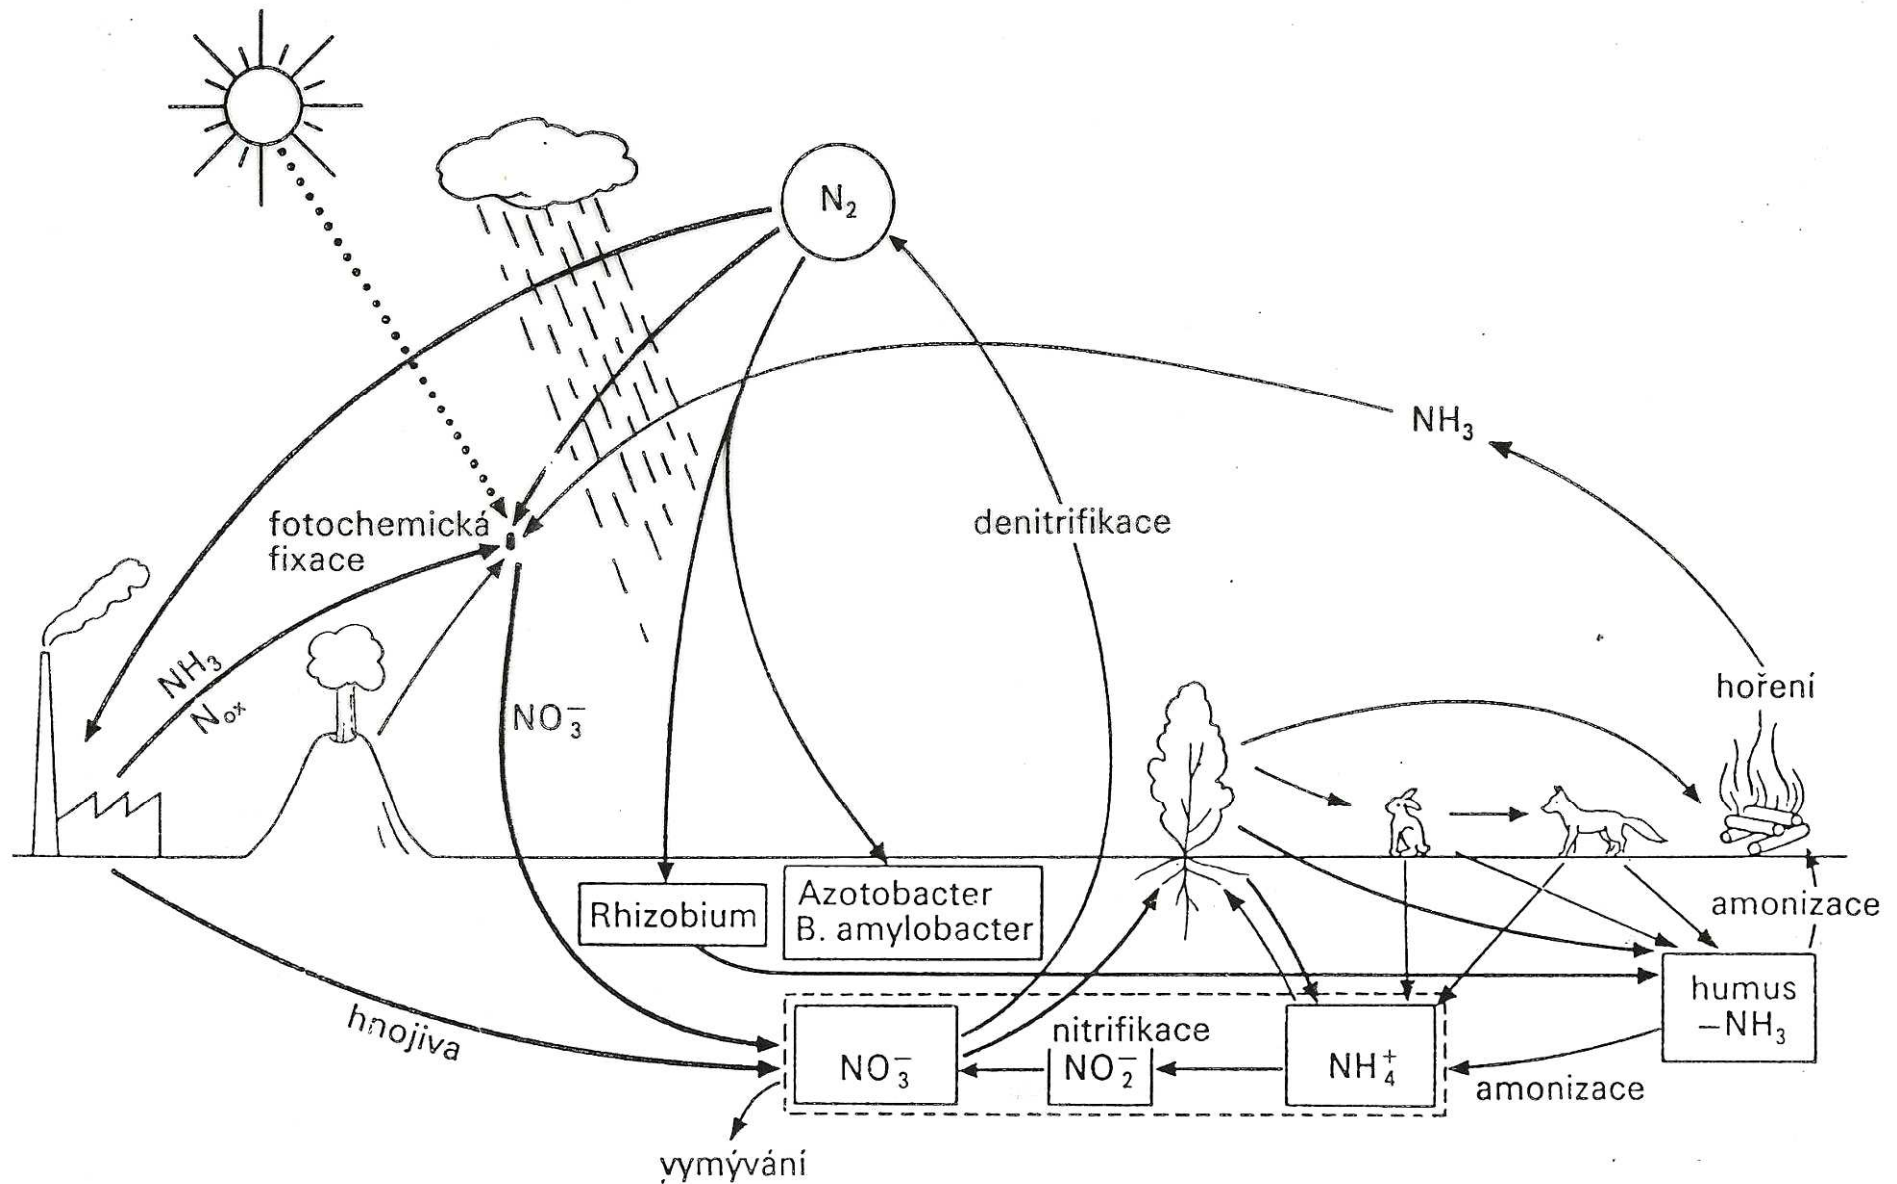 N₂
NH₃
fotochemická
fixace
denitrifikace
NH₃
Nₒₓ
NO₃⁻
hoření
Rhizobium
Azotobacter
B. amylobacter
amonizace
humus
–NH₃
hnojiva
nitrifikace
NO₃⁻
NO₂⁻
NH₄⁺
amonizace
vymývání